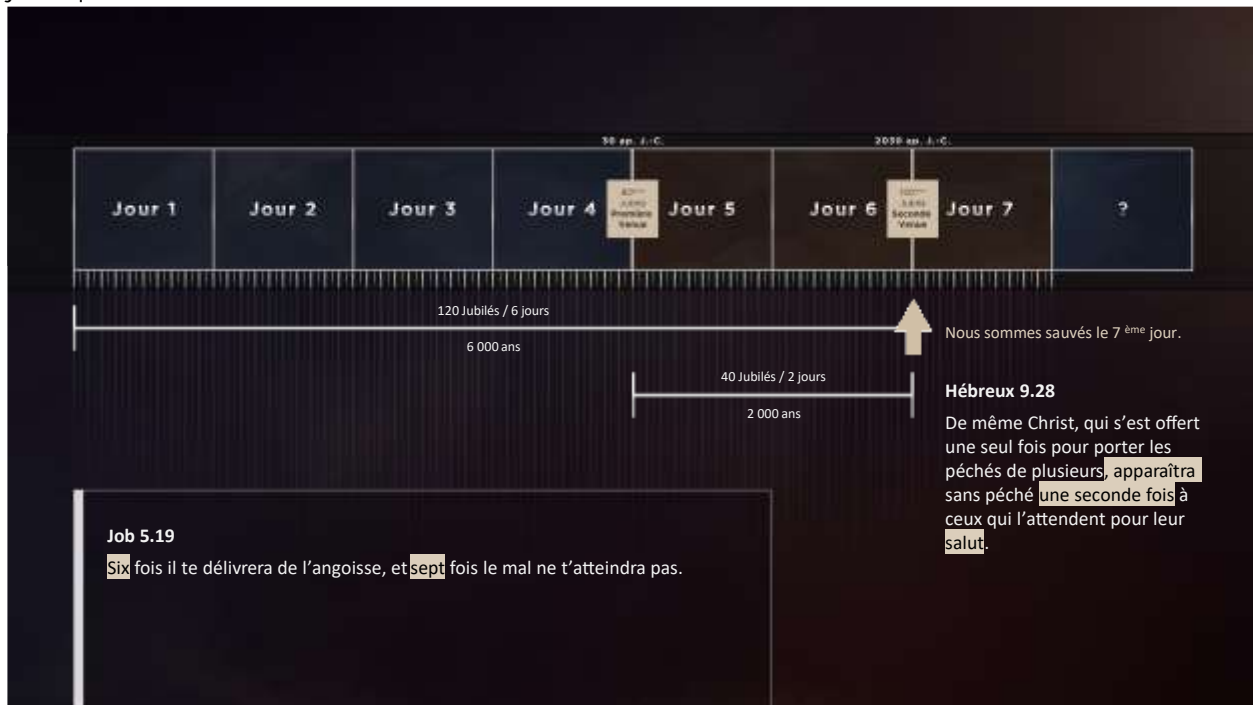 30 ap. J.-C.
Jour 1
Jour 2
Jour 3
Jour 4
Première
Venue
Jour 5
Jour 6
Seconde
Venue
Jour 7
?
120 Jubilés / 6 jours
6 000 ans
Nous sommes sauvés le 7 ème jour.
40 Jubilés / 2 jours
2 000 ans
Hébreux 9.28
De même Christ, qui s’est offert
une seul fois pour porter les
péchés de plusieurs, apparaîtra
sans péché une seconde fois à
ceux qui l’attendent pour leur
salut.
Job 5.19
Six fois il te délivrera de l’angoisse, et sept fois le mal ne t’atteindra pas.